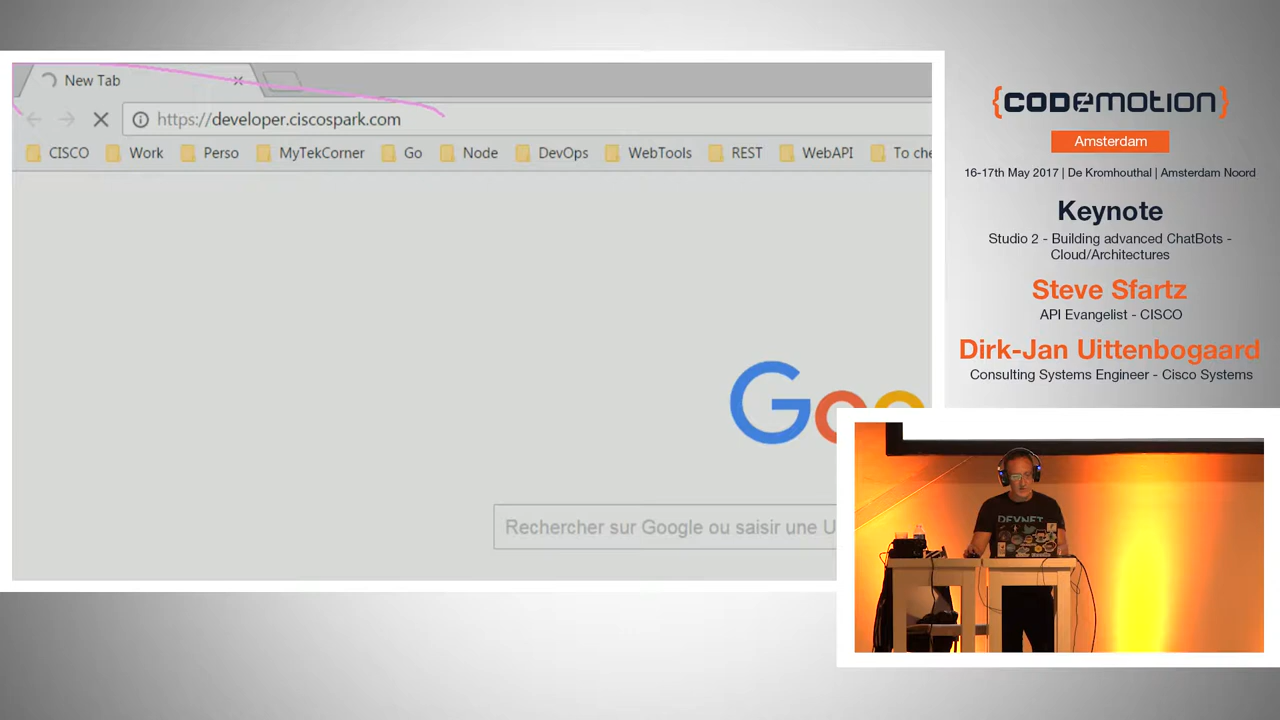 New Tab
https://developer.ciscospark.com
CISCO Work Perso MyTekCorner Go Node DevOps WebTools REST WebAPI To che
Goo
Rechercher sur Google ou saisir une U
{CODEMOTION}
Amsterdam
16-17th May 2017 | De Kromhouthal | Amsterdam Noord
Keynote
Studio 2 - Building advanced ChatBots -
Cloud/Architectures
Steve Sfartz
API Evangelist - CISCO
Dirk-Jan Uittenbogaard
Consulting Systems Engineer - Cisco Systems
DEVNET